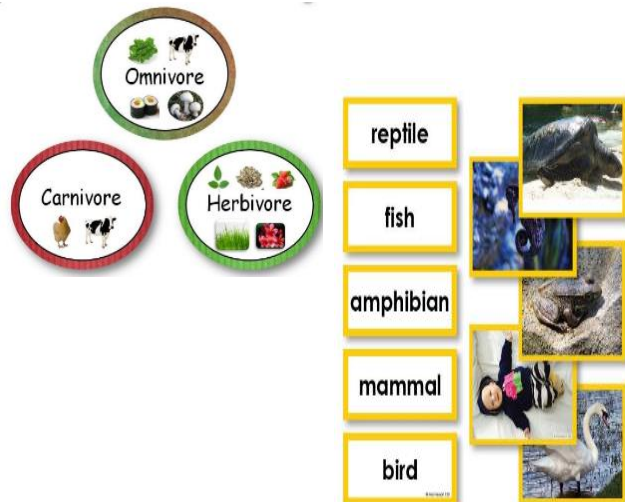 Omnivore
Carnivore
Herbivore
reptile
fish
amphibian
mammal
bird